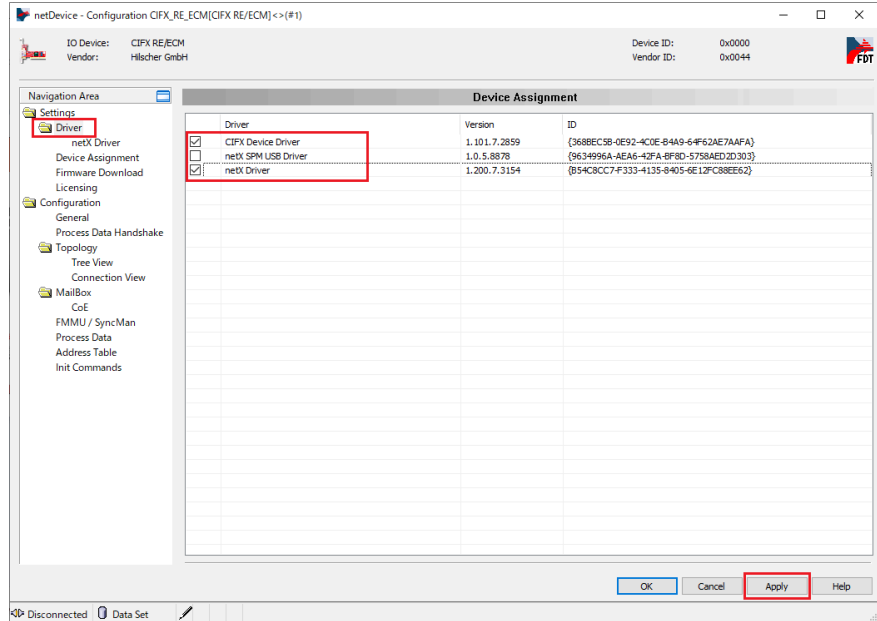 netDevice - Configuration CIFX_RE_ECM[CIFX RE/ECM]<>(#1)
IO Device: CIFX RE/ECM Device ID: 0x0000
Vendor: Hilscher GmbH Vendor ID: 0x0044
FDT
Navigation Area
Device Assignment
Settings
Driver
netX Driver
Device Assignment
Firmware Download
Licensing
Configuration
General
Process Data Handshake
Topology
Tree View
Connection View
MailBox
CoE
FMMU / SyncMan
Process Data
Address Table
Init Commands
Driver Version ID
CIFX Device Driver 1.101.7.2859 {368BEC5B-0E92-4C0E-B4A9-64F62AE7AAFA}
netX SPM USB Driver 1.0.5.8878 {9634996A-AEA6-42FA-BF8D-5758AED2D303}
netX Driver 1.200.7.3154 {B54C8CC7-F333-4135-8405-6E12FC88EE62}
OK Cancel Apply Help
Disconnected Data Set